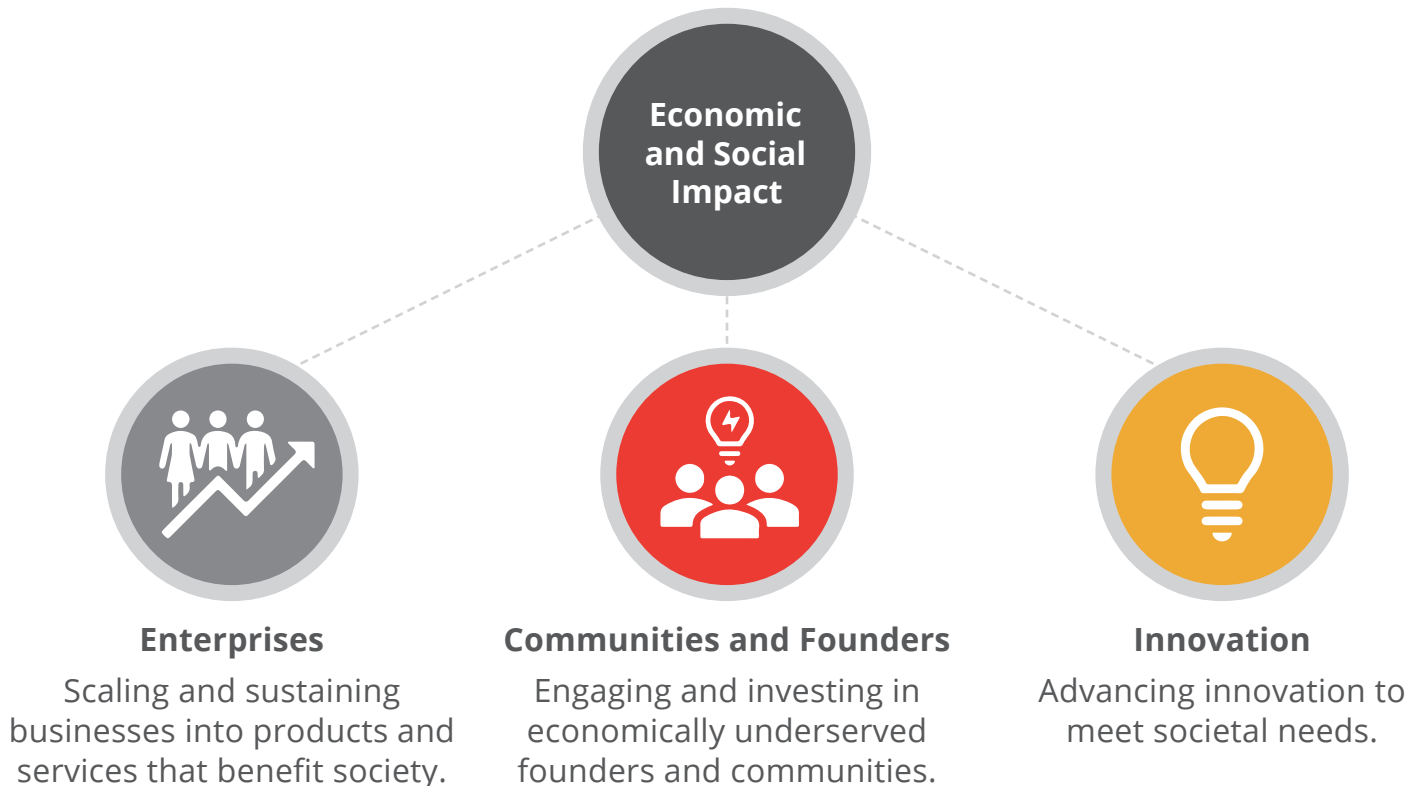 Economic
and Social
Impact
Enterprises
Scaling and sustaining
businesses into products and
services that benefit society.
Communities and Founders
Engaging and investing in
economically underserved
founders and communities.
Innovation
Advancing innovation to
meet societal needs.